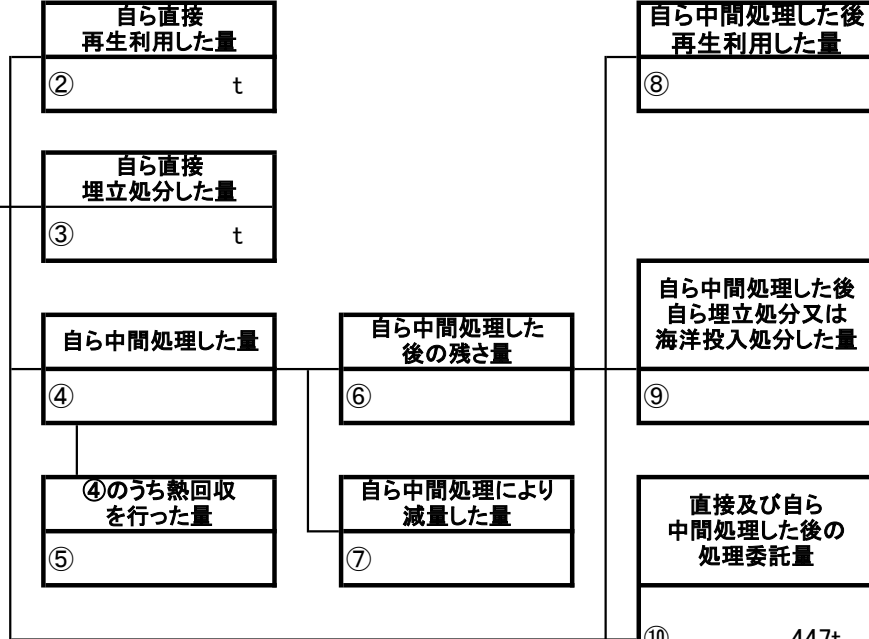 自ら直接
再生利用した量
② t
自ら中間処理した後
再生利用した量
⑧
自ら直接
埋立処分した量
③ t
自ら中間処理した後
自ら埋立処分又は
海洋投入処分した量
⑨
自ら中間処理した量
④
自ら中間処理した
後の残さ量
⑥
④のうち熱回収
を行った量
⑤
自ら中間処理により
減量した量
⑦
直接及び自ら
中間処理した後の
処理委託量
⑩ 447t